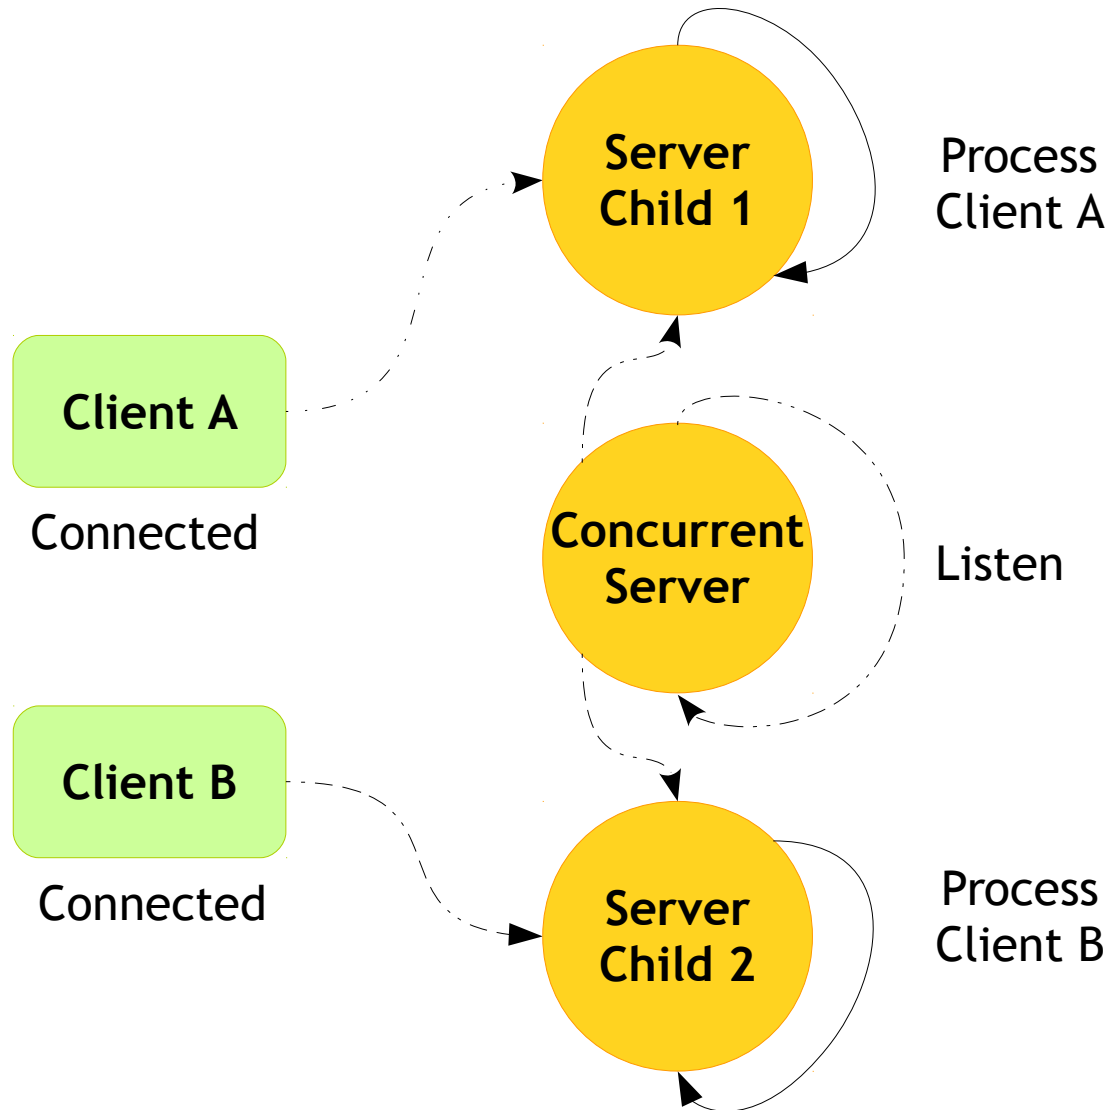 Server
Child 1
Process
Client A
Client A
Connected
Concurrent
Server
Listen
Client B
Connected
Server
Child 2
Process
Client B